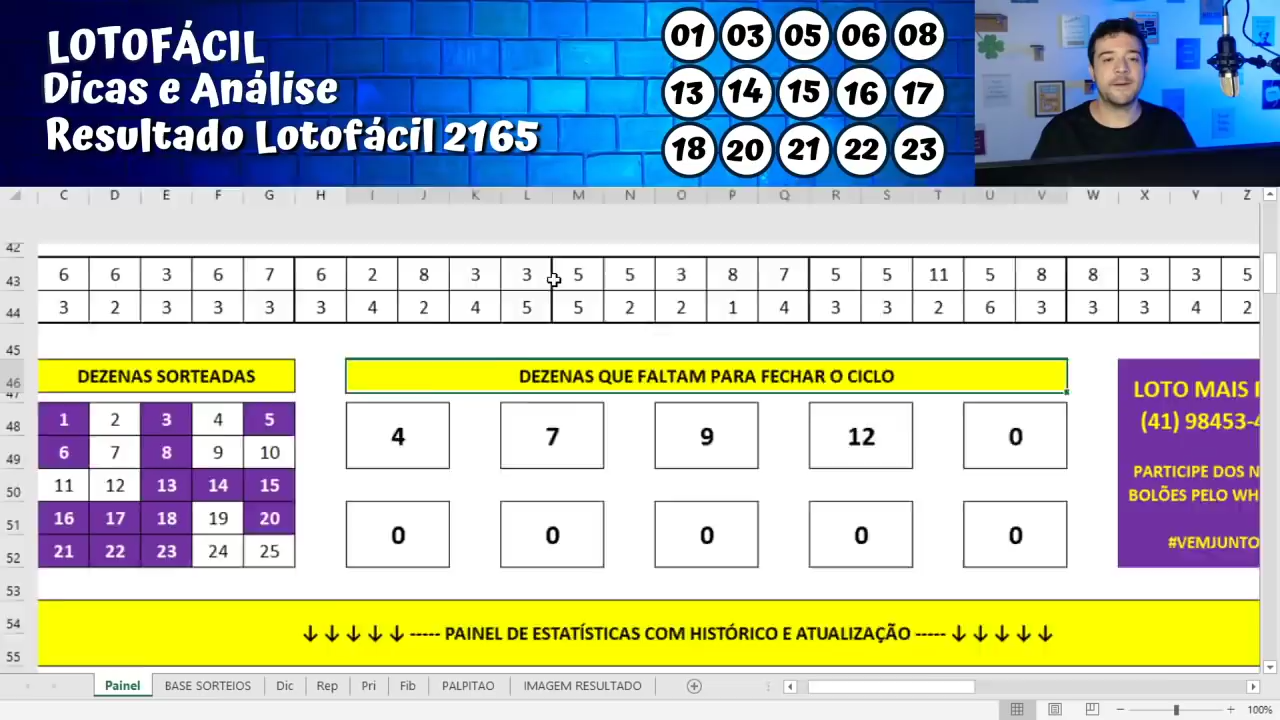 LOTOFÁCIL
Dicas e Análise
Resultado Lotofácil 2165
01 03 05 06 08
13 14 15 16 17
18 20 21 22 23
C D E F G H I J K L M N O P Q R S T U V W X Y Z
42
43 6 6 3 6 7 6 2 8 3 3 5 5 3 8 7 5 5 11 5 8 8 3 3 5
44 3 2 3 3 3 3 4 2 4 5 5 2 2 1 4 3 3 2 6 3 3 3 4 2
45
46 DEZENAS SORTEADAS DEZENAS QUE FALTAM PARA FECHAR O CICLO
47
48 1 2 3 4 5 4 7 9 12 0
49 6 7 8 9 10
50 11 12 13 14 15
51 16 17 18 19 20 0 0 0 0 0
52 21 22 23 24 25
LOTO MAIS
(41) 98453-
PARTICIPE DOS N
BOLÕES PELO WH
#VEMJUNTO
53
54 ↓ ↓ ↓ ↓ ↓ ----- PAINEL DE ESTATÍSTICAS COM HISTÓRICO E ATUALIZAÇÃO ----- ↓ ↓ ↓ ↓ ↓
55
Painel BASE SORTEIOS Dic Rep Pri Fib PALPITAO IMAGEM RESULTADO
100%